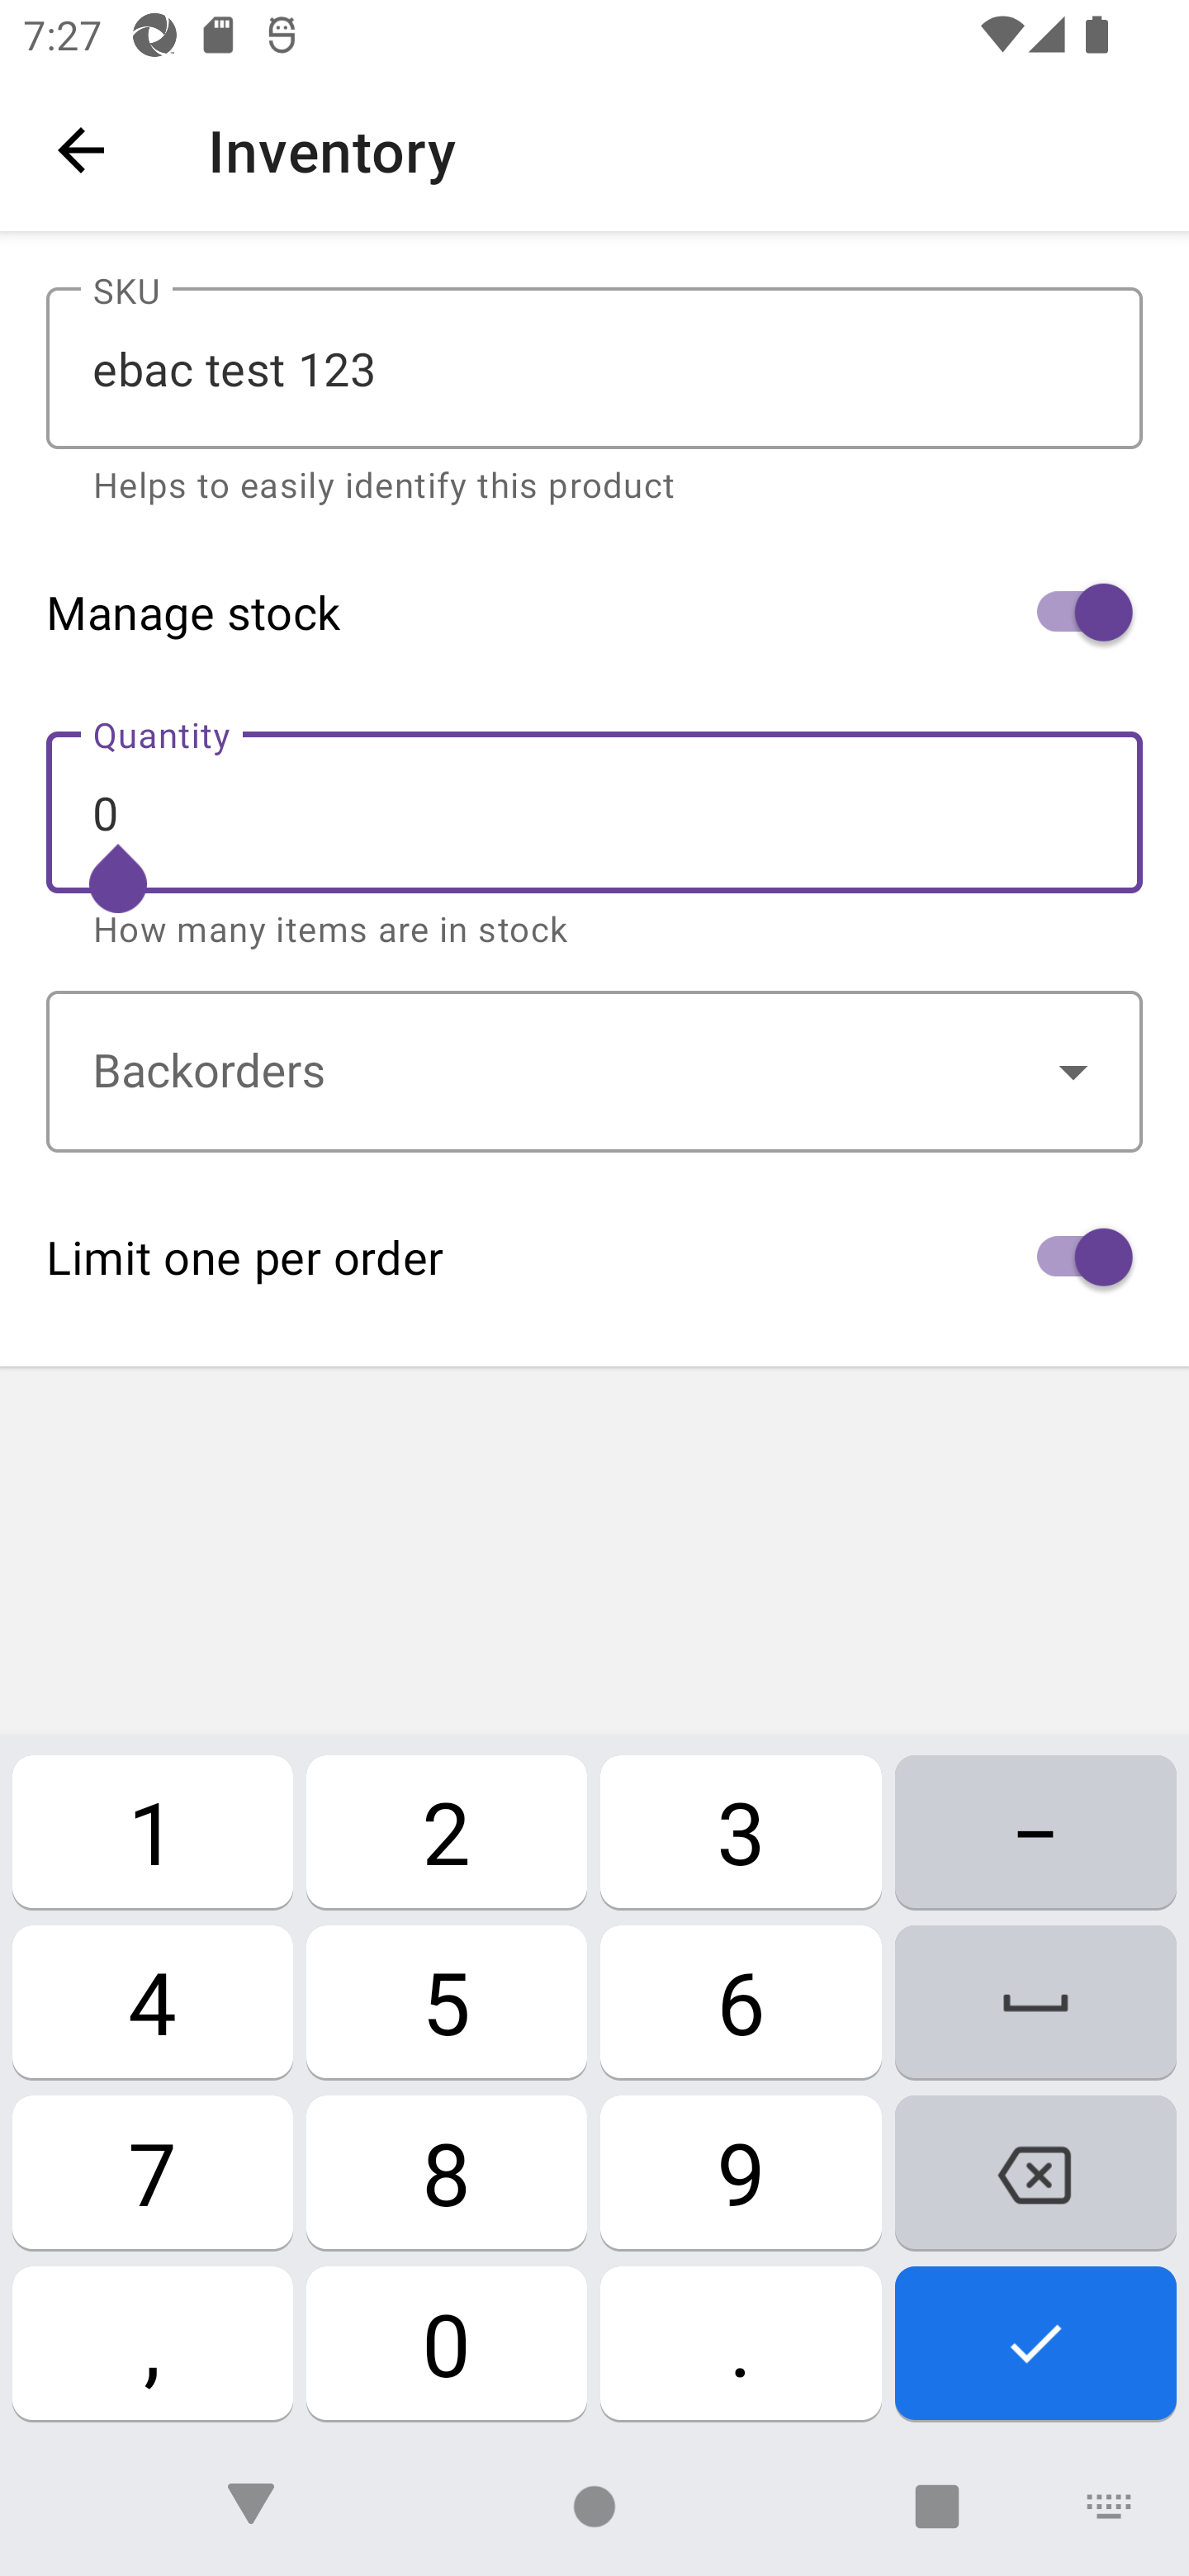 7:27
Inventory
SKU
ebac test 123
Helps to easily identify this product
Manage stock
Quantity
0
How many items are in stock
Backorders
Limit one per order
1 2 3 –
4 5 6
7 8 9
, 0 .